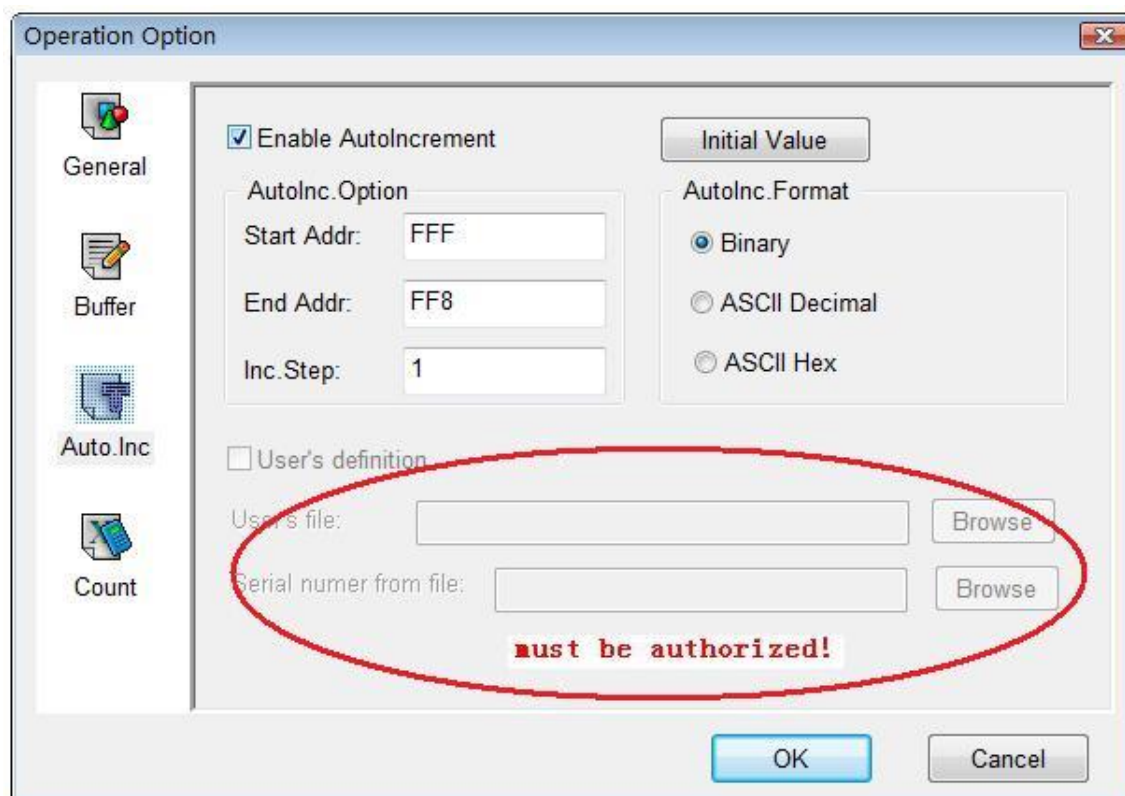 Operation Option
General
Buffer
Auto.Inc
Count
Enable AutoIncrement
Initial Value
AutoInc.Option
Start Addr: FFF
End Addr: FF8
Inc.Step: 1
AutoInc.Format
Binary
ASCII Decimal
ASCII Hex
User's definition
User's file:
Browse
Serial numer from file:
Browse
must be authorized!
OK
Cancel